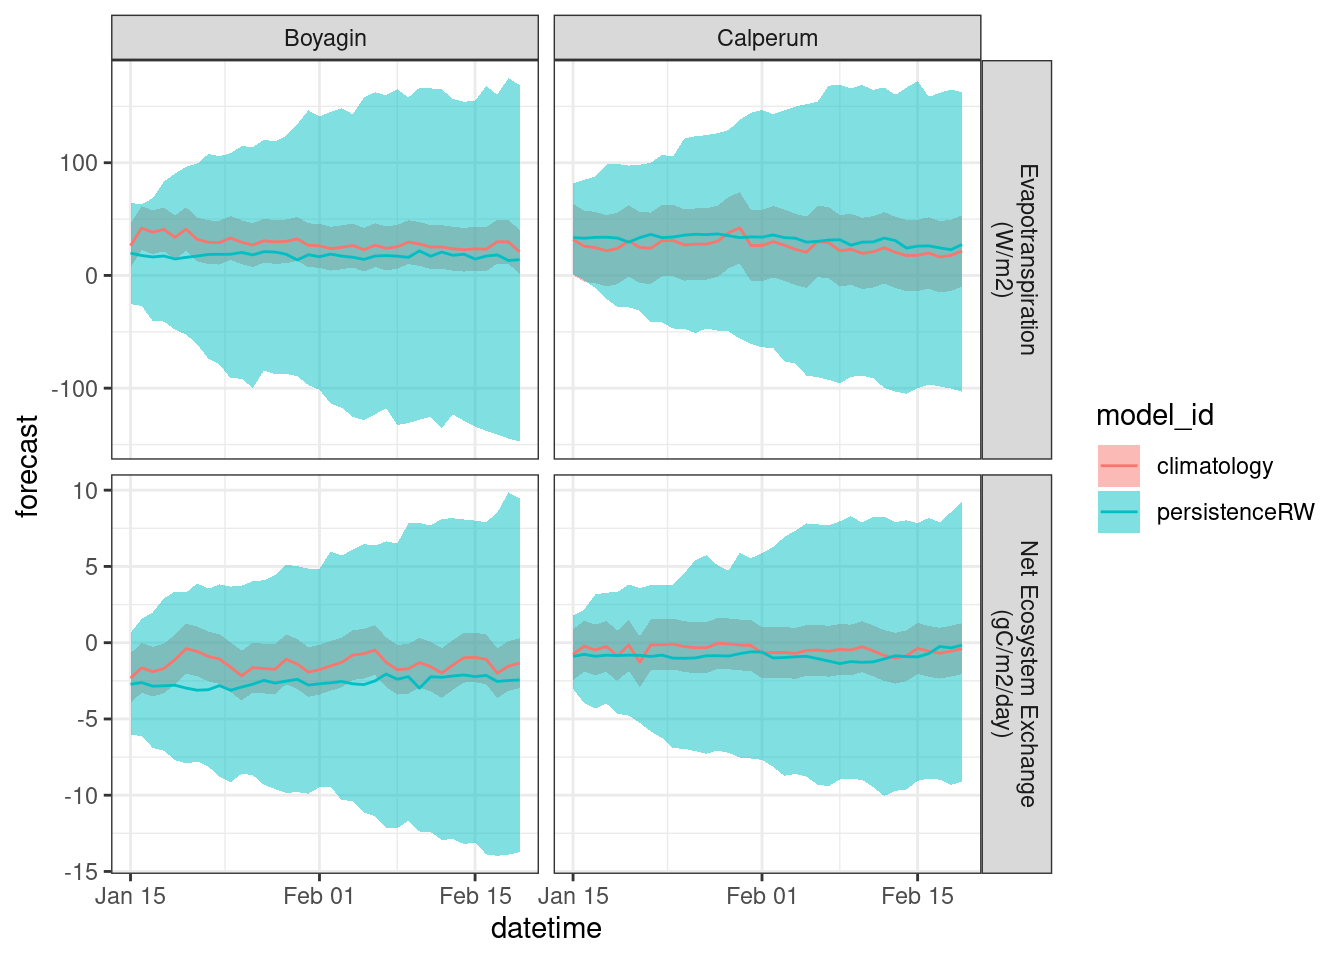 Boyagin
Calperum
forecast
100
0
-100
Evapotranspiration
(W/m2)
10
5
0
-5
-10
-15
Net Ecosystem Exchange
(gC/m2/day)
Jan 15
Feb 01
Feb 15
Jan 15
Feb 01
Feb 15
datetime
model_id
climatology
persistenceRW